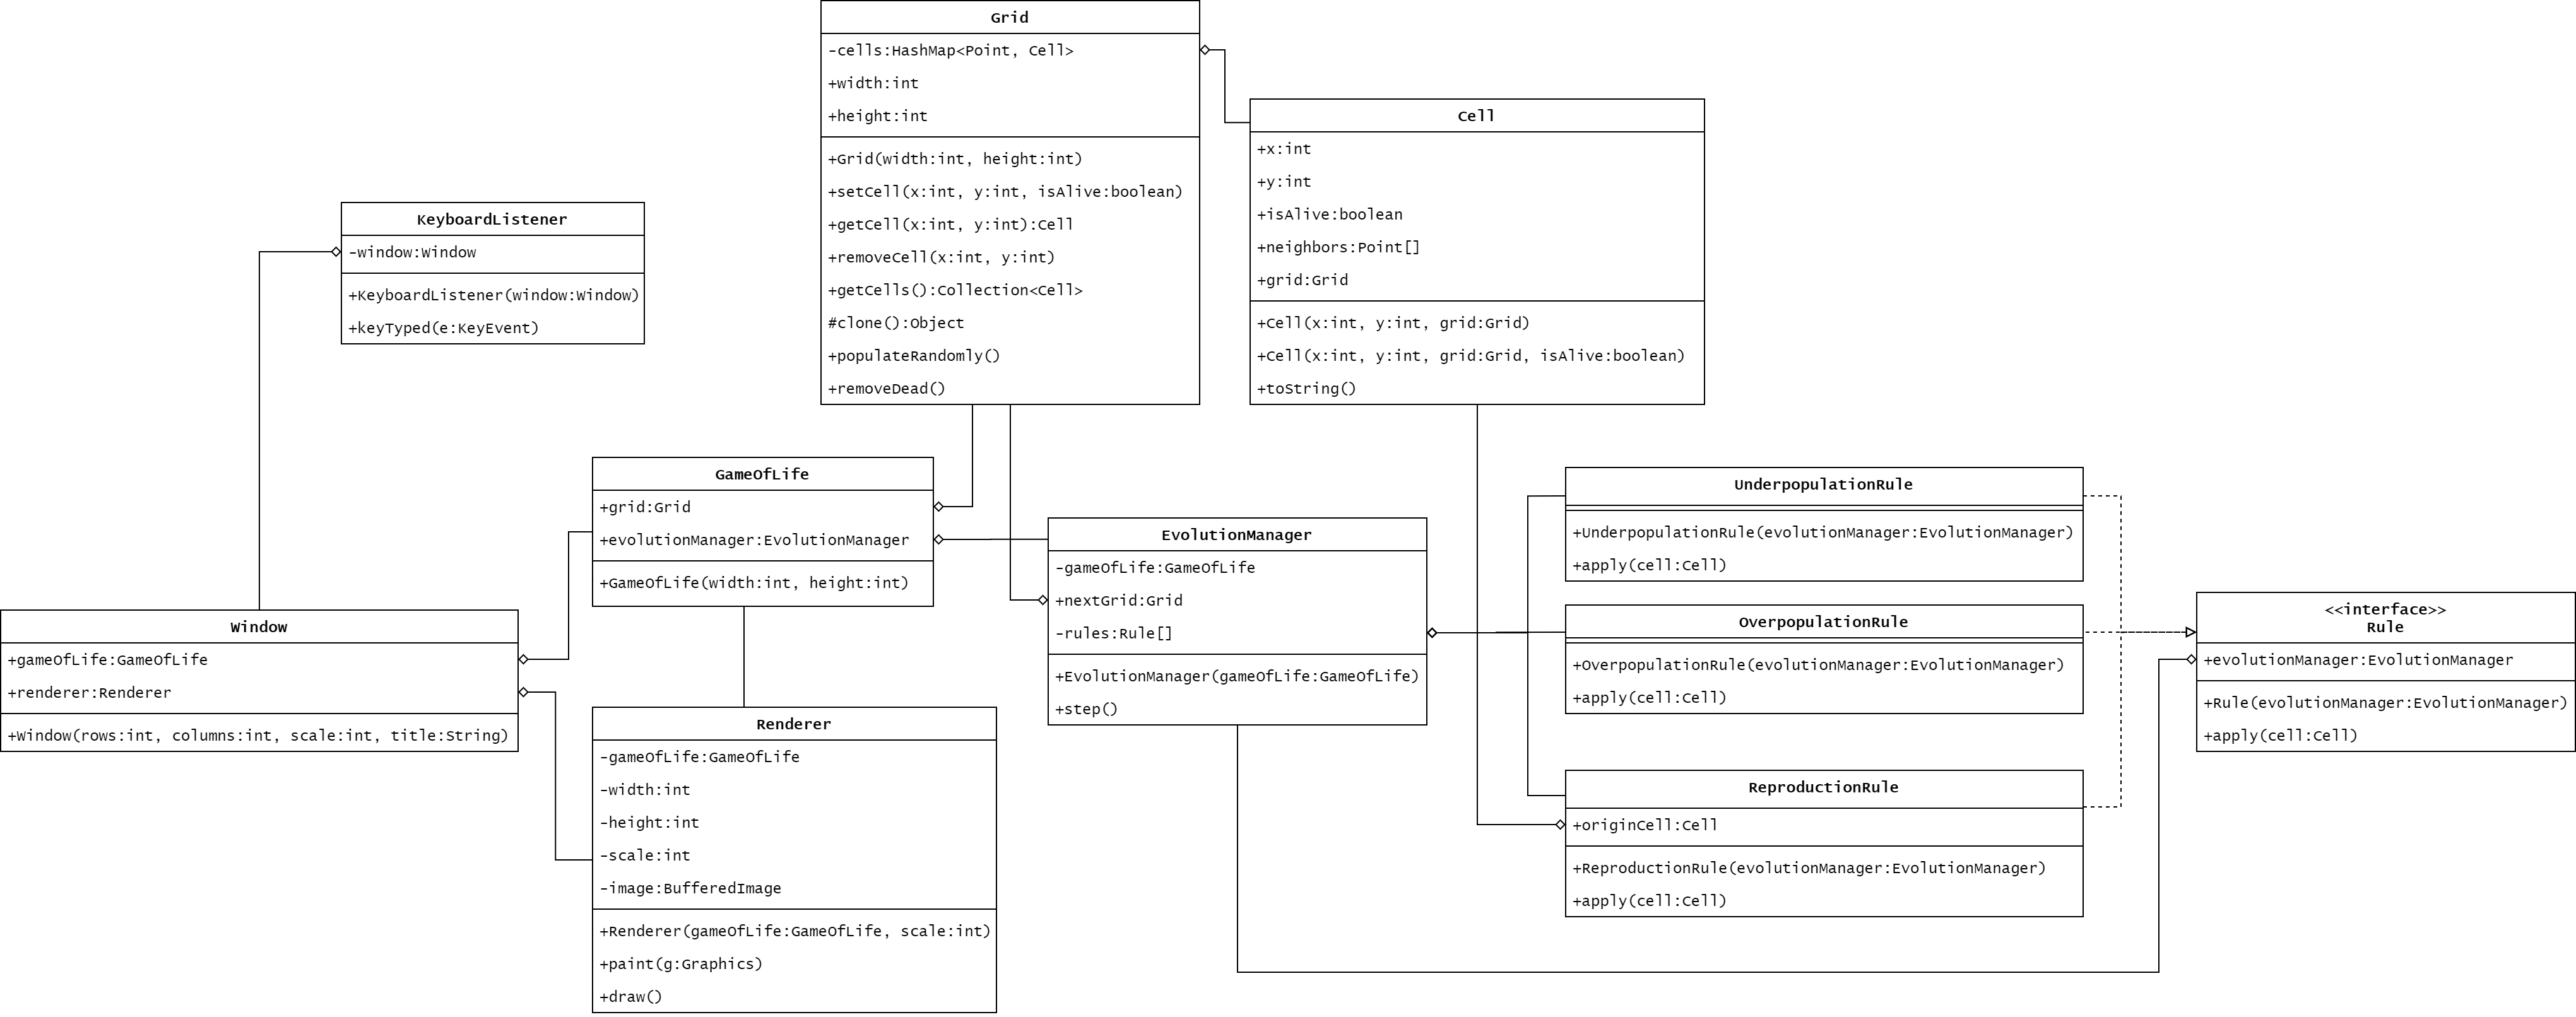 Grid
-cells:HashMap<Point, Cell>
+width:int
+height:int
+Grid(width:int, height:int)
+setCell(x:int, y:int, isAlive:boolean)
+getCell(x:int, y:int):Cell
+removeCell(x:int, y:int)
+getCells():Collection<Cell>
#clone():Object
+populateRandomly()
+removeDead()
Cell
+x:int
+y:int
+isAlive:boolean
+neighbors:Point[]
+grid:Grid
+Cell(x:int, y:int, grid:Grid)
+Cell(x:int, y:int, grid:Grid, isAlive:boolean)
+toString()
KeyboardListener
-window:Window
+KeyboardListener(window:Window)
+keyTyped(e:KeyEvent)
GameOfLife
+grid:Grid
+evolutionManager:EvolutionManager
+GameOfLife(width:int, height:int)
Window
+gameOfLife:GameOfLife
+renderer:Renderer
+Window(rows:int, columns:int, scale:int, title:String)
Renderer
-gameOfLife:GameOfLife
-width:int
-height:int
-scale:int
-image:BufferedImage
+Renderer(gameOfLife:GameOfLife, scale:int)
+paint(g:Graphics)
+draw()
EvolutionManager
-gameOfLife:GameOfLife
+nextGrid:Grid
-rules:Rule[]
+EvolutionManager(gameOfLife:GameOfLife)
+step()
UnderpopulationRule
+UnderpopulationRule(evolutionManager:EvolutionManager)
+apply(cell:Cell)
OverpopulationRule
+OverpopulationRule(evolutionManager:EvolutionManager)
+apply(cell:Cell)
ReproductionRule
+originCell:Cell
+ReproductionRule(evolutionManager:EvolutionManager)
+apply(cell:Cell)
<<interface>>
Rule
+evolutionManager:EvolutionManager
+Rule(evolutionManager:EvolutionManager)
+apply(cell:Cell)